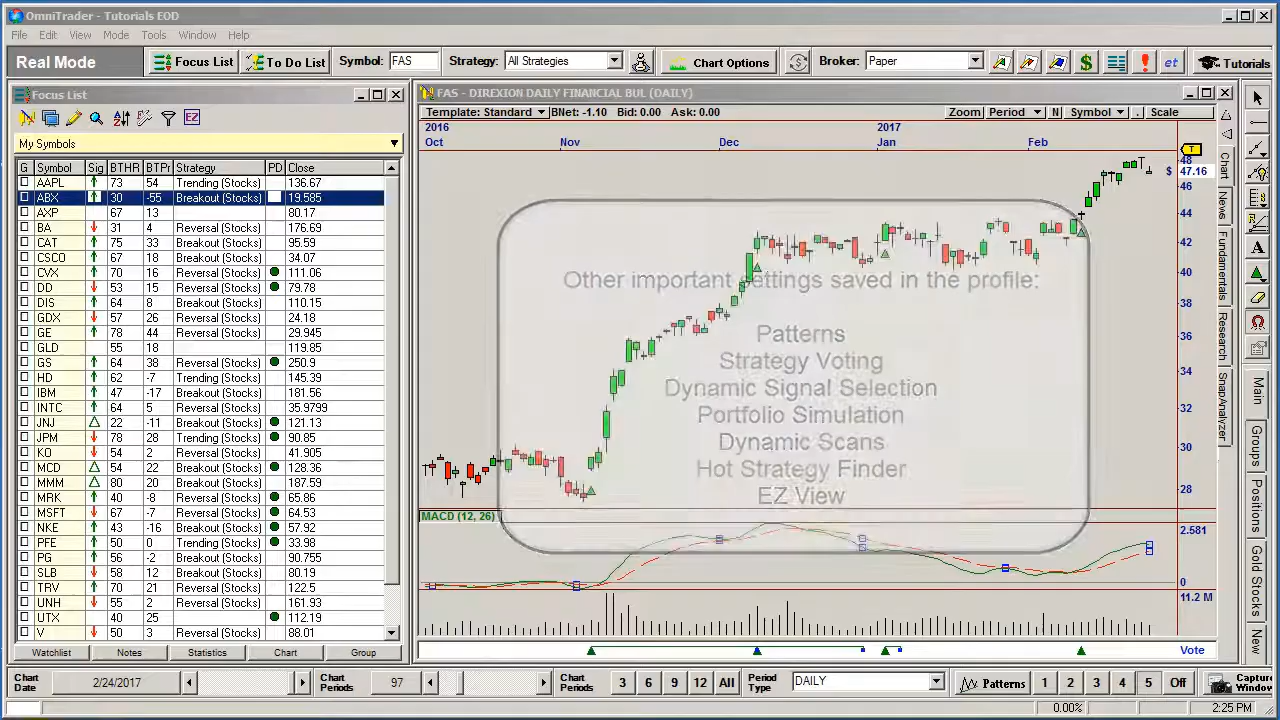 OmniTrader - Tutorials EOD
File Edit View Mode Tools Window Help
Real Mode Focus List To Do List Symbol: FAS Strategy: All Strategies Chart Options Broker: Paper $ ! et Tutorials
Focus List
EZ
My Symbols
G Symbol Sig BTHR BTPr Strategy PD Close
AAPL 73 54 Trending (Stocks) 136.67
ABX 30 -55 Breakout (Stocks) 19.585
AXP 67 13 80.17
BA 31 4 Reversal (Stocks) 176.69
CAT 75 33 Breakout (Stocks) 95.59
CSCO 67 18 Breakout (Stocks) 34.07
CVX 70 16 Reversal (Stocks) 111.06
DD 53 15 Reversal (Stocks) 79.78
DIS 64 8 Breakout (Stocks) 110.15
GDX 57 26 Reversal (Stocks) 24.18
GE 78 44 Reversal (Stocks) 29.945
GLD 55 18 119.85
GS 64 38 Reversal (Stocks) 250.9
HD 62 -7 Trending (Stocks) 145.39
IBM 47 -17 Breakout (Stocks) 181.56
INTC 64 5 Reversal (Stocks) 35.9799
JNJ 22 -11 Breakout (Stocks) 121.13
JPM 78 28 Trending (Stocks) 90.85
KO 54 2 Reversal (Stocks) 41.905
MCD 54 22 Breakout (Stocks) 128.36
MMM 80 20 Breakout (Stocks) 187.59
MRK 40 -8 Reversal (Stocks) 65.86
MSFT 67 -7 Reversal (Stocks) 64.53
NKE 43 -16 Breakout (Stocks) 57.92
PFE 50 0 Trending (Stocks) 33.98
PG 56 -2 Breakout (Stocks) 90.755
SLB 58 12 Breakout (Stocks) 80.19
TRV 70 21 Reversal (Stocks) 122.5
UNH 55 2 Reversal (Stocks) 161.93
UTX 40 25 112.19
V 50 3 Reversal (Stocks) 88.01
Watchlist Notes Statistics Chart Group
FAS - DIREXION DAILY FINANCIAL BUL (DAILY)
Template: Standard BNet: -1.10 Bid: 0.00 Ask: 0.00 Zoom Period N Symbol . Scale
2016 2017
Oct Nov Dec Jan Feb
T
48
$ 47.16
46
44
42
40
38
36
34
32
30
28
Other important settings saved in the profile:
Patterns
Strategy Voting
Dynamic Signal Selection
Portfolio Simulation
Dynamic Scans
Hot Strategy Finder
EZ View
MACD (12, 26)
2.581
0
11.2 M
Vote
Chart
News
Fundamentals
Research
SnapAnalyzer
A
Main
Groups
Positions
Gold Stocks
New
Chart Date 2/24/2017 Chart Periods 97 Chart Periods 3 6 9 12 All Period Type DAILY Patterns 1 2 3 4 5 Off Capture Window
0.00% 2:25 PM